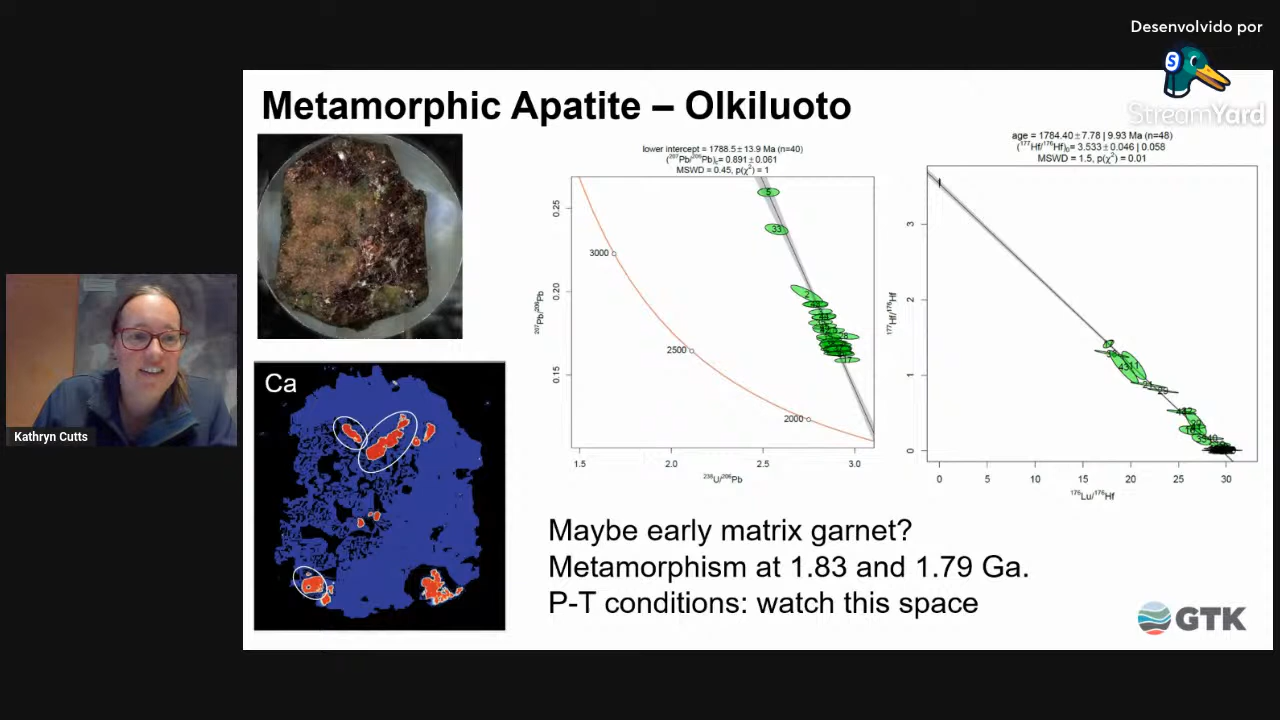 Desenvolvido por
S
StreamYard
Metamorphic Apatite – Olkiluoto
lower intercept = 1788.5 ± 13.9 Ma (n=40)
(²⁰⁷Pb/²⁰⁶Pb)c= 0.891 ± 0.061
MSWD = 0.45, p(χ²) = 1
0.25
0.20
0.15
²⁰⁷Pb/²⁰⁶Pb
3000
2500
2000
5
33
2
1.5
2.0
2.5
3.0
²³⁸U/²⁰⁶Pb
age = 1784.40 ± 7.78 | 9.93 Ma (n=48)
(¹⁷⁷Hf/¹⁷⁶Hf)₀= 3.533 ± 0.046 | 0.058
MSWD = 1.5, p(χ²) = 0.01
3
2
1
0
¹⁷⁷Hf/¹⁷⁶Hf
0
5
10
15
20
25
30
¹⁷⁶Lu/¹⁷⁶Hf
Ca
Maybe early matrix garnet?
Metamorphism at 1.83 and 1.79 Ga.
P-T conditions: watch this space
GTK
Kathryn Cutts